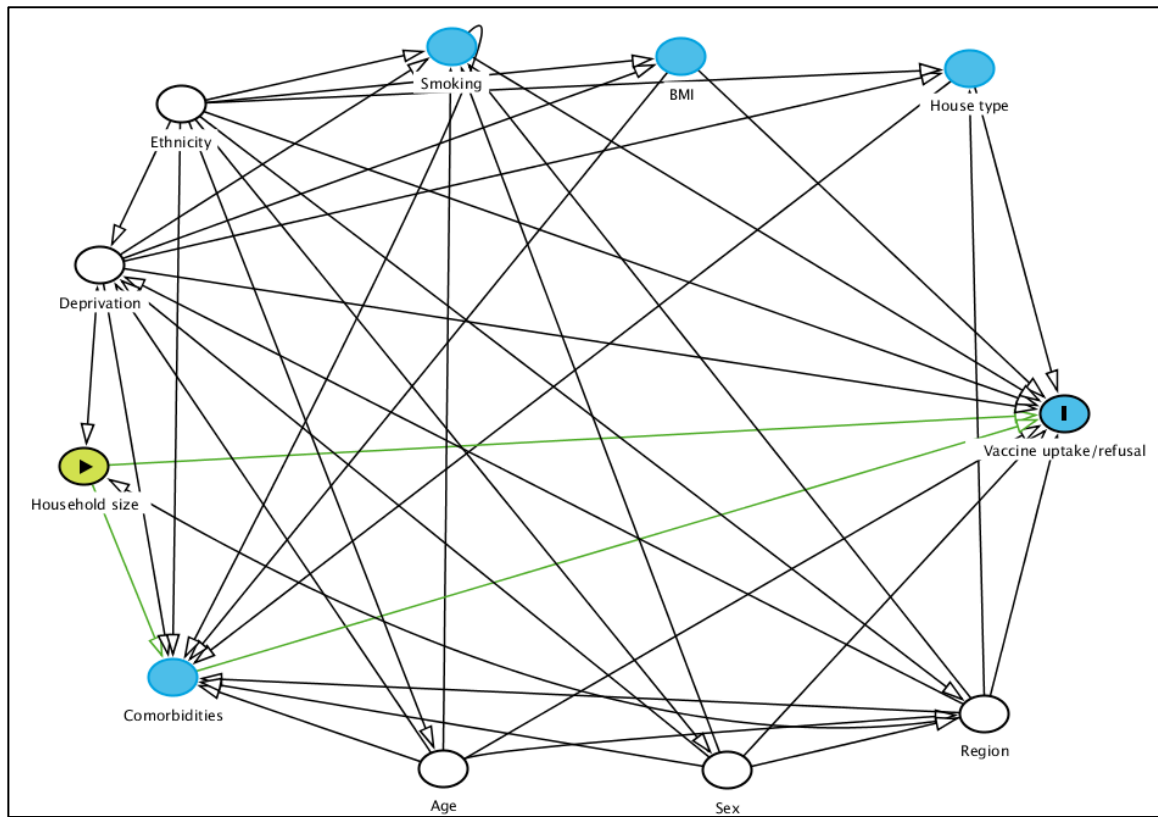 Smoking
BMI
House type
Ethnicity
Deprivation
Vaccine uptake/refusal
Household size
Comorbidities
Region
Age
Sex